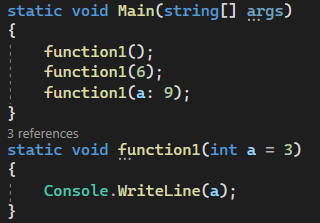 static void Main(string[] args)
{
function1();
function1(6);
function1(a: 9);
}
3 references
static void function1(int a = 3)
{
Console.WriteLine(a);
}